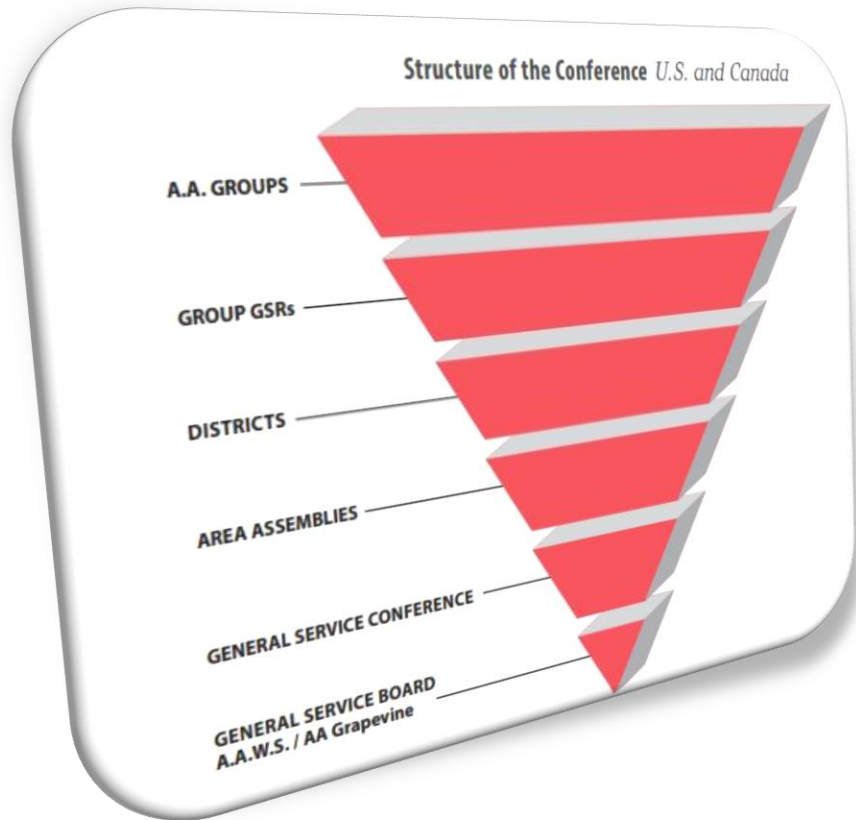 Structure of the Conference U.S. and Canada
A.A. GROUPS
GROUP GSRs
DISTRICTS
AREA ASSEMBLIES
GENERAL SERVICE CONFERENCE
GENERAL SERVICE BOARD
A.A.W.S. / AA Grapevine